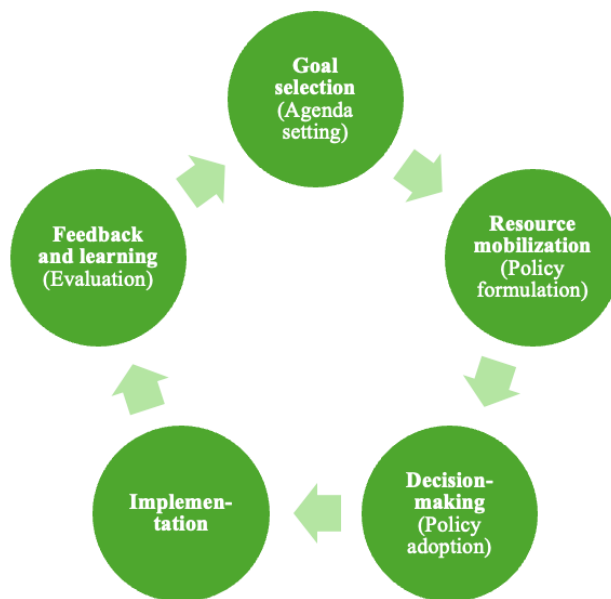 Goal
selection
(Agenda
setting)
Resource
mobilization
(Policy
formulation)
Decision-
making
(Policy
adoption)
Implemen-
tation
Feedback
and learning
(Evaluation)